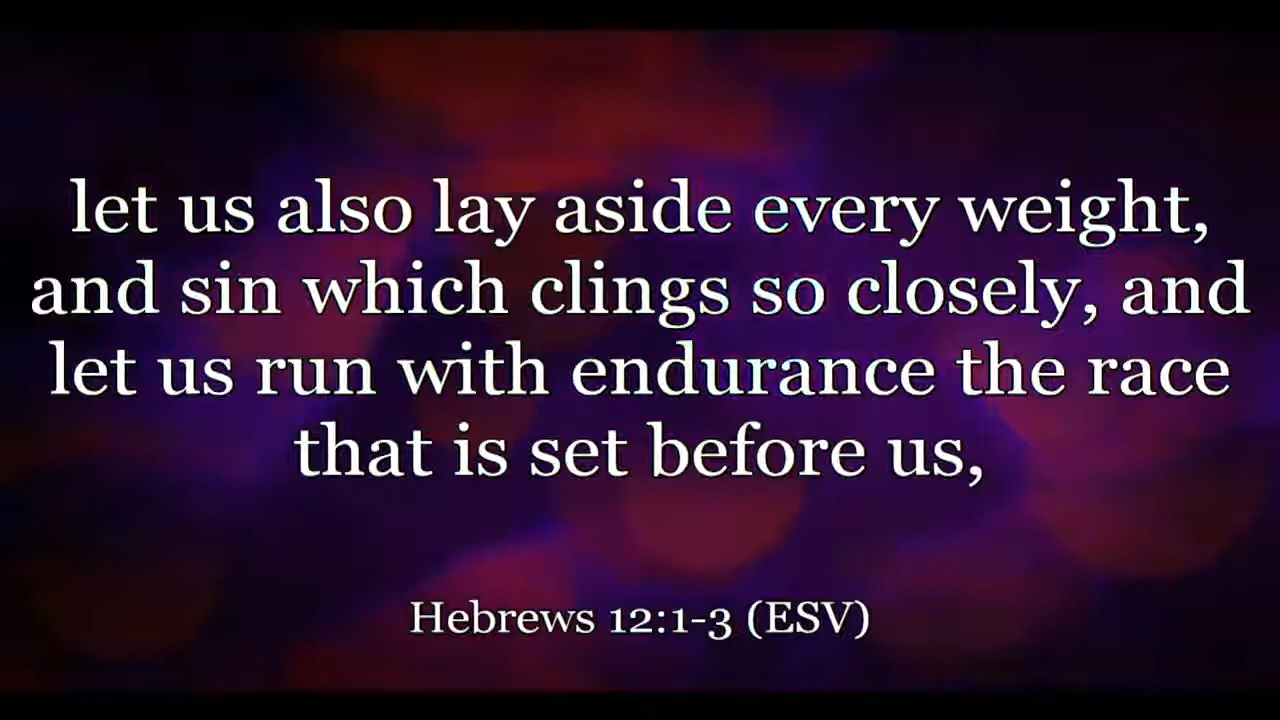 let us also lay aside every weight,
and sin which clings so closely, and
let us run with endurance the race
that is set before us,
Hebrews 12:1-3 (ESV)